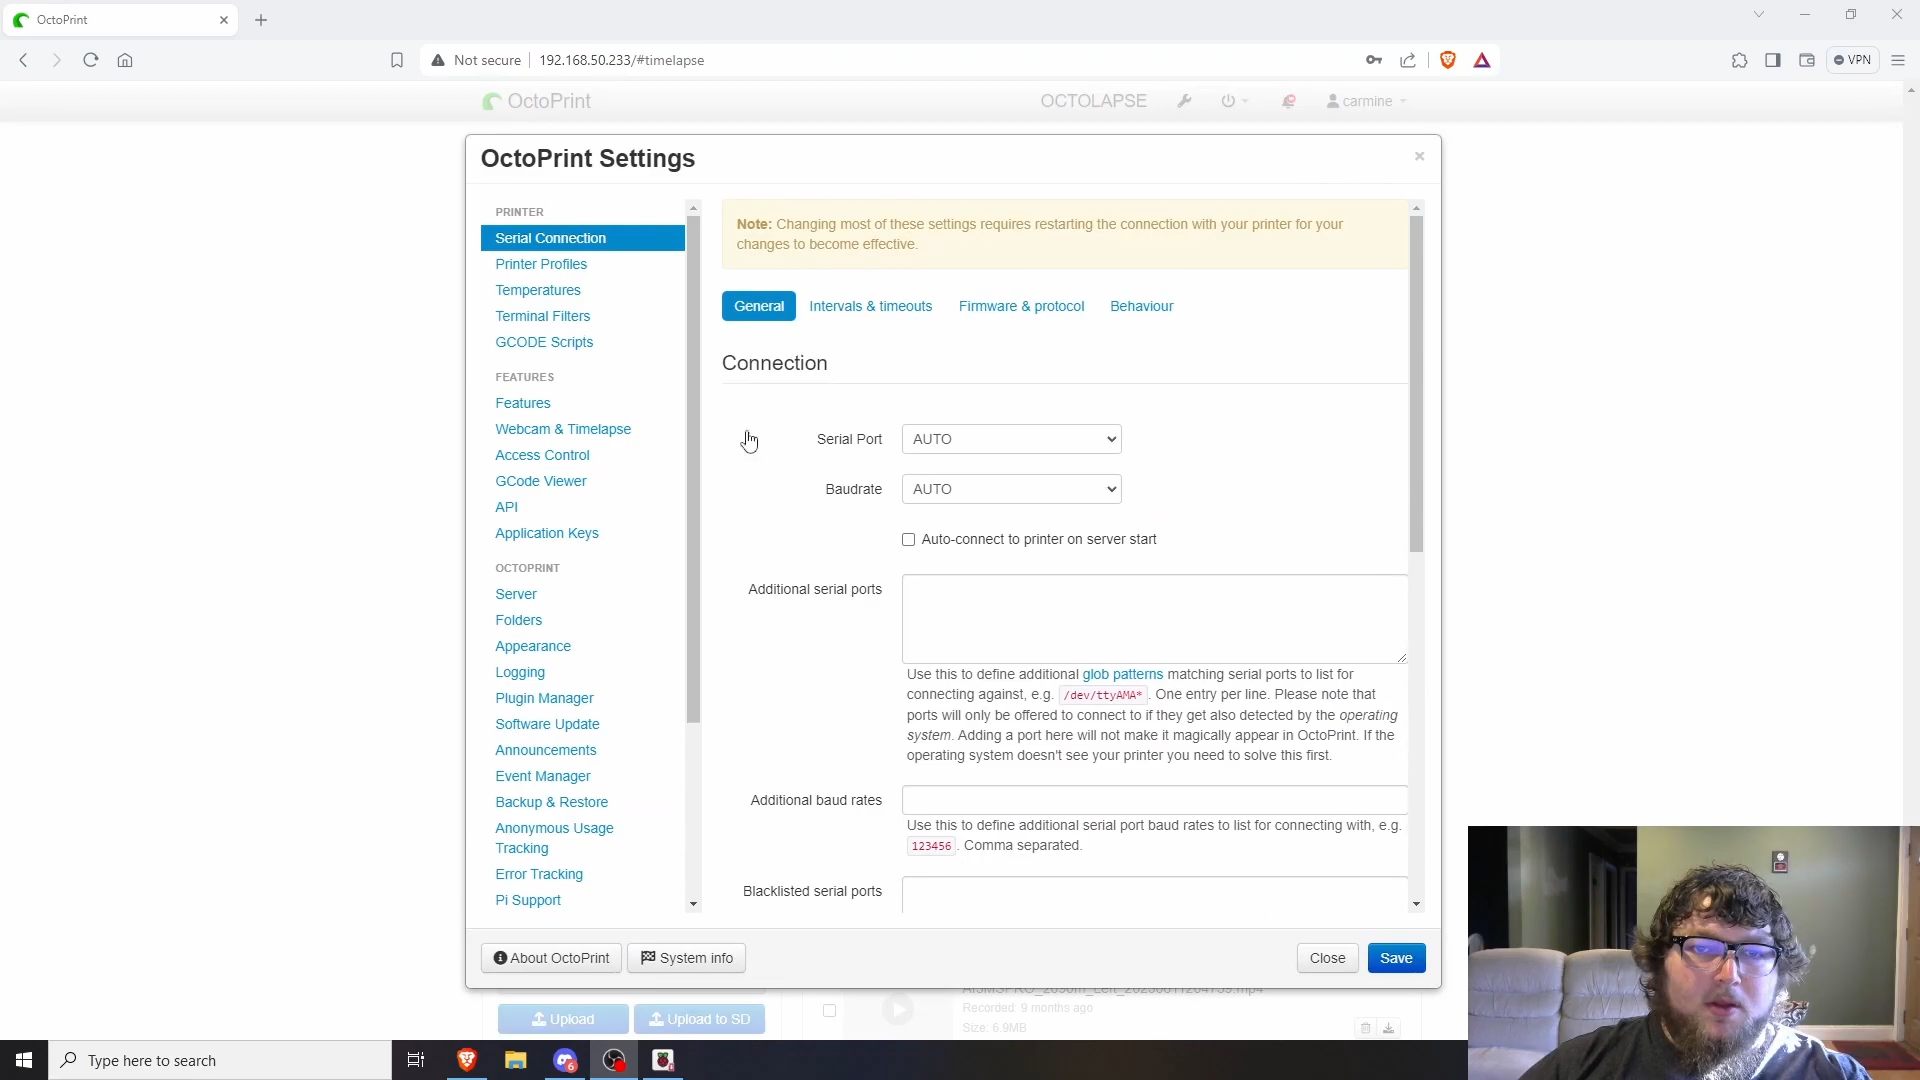 OctoPrint
Not secure
192.168.50.233/#timelapse
VPN
OctoPrint
OCTOLAPSE
carmine
OctoPrint Settings
PRINTER
Serial Connection
Printer Profiles
Temperatures
Terminal Filters
GCODE Scripts
FEATURES
Features
Webcam & Timelapse
Access Control
GCode Viewer
API
Application Keys
OCTOPRINT
Server
Folders
Appearance
Logging
Plugin Manager
Software Update
Announcements
Event Manager
Backup & Restore
Anonymous Usage
Tracking
Error Tracking
Pi Support
Note: Changing most of these settings requires restarting the connection with your printer for your
changes to become effective.
General
Intervals & timeouts
Firmware & protocol
Behaviour
Connection
Serial Port
AUTO
Baudrate
AUTO
Auto-connect to printer on server start
Additional serial ports
Use this to define additional glob patterns matching serial ports to list for
connecting against, e.g. /dev/ttyAMA* . One entry per line. Please note that
ports will only be offered to connect to if they get also detected by the operating
system. Adding a port here will not make it magically appear in OctoPrint. If the
operating system doesn't see your printer you need to solve this first.
Additional baud rates
Use this to define additional serial port baud rates to list for connecting with, e.g.
123456 . Comma separated.
Blacklisted serial ports
About OctoPrint
System info
Close
Save
Upload
Upload to SD
Recorded: 9 months ago
Size: 6.9MB
Type here to search
6